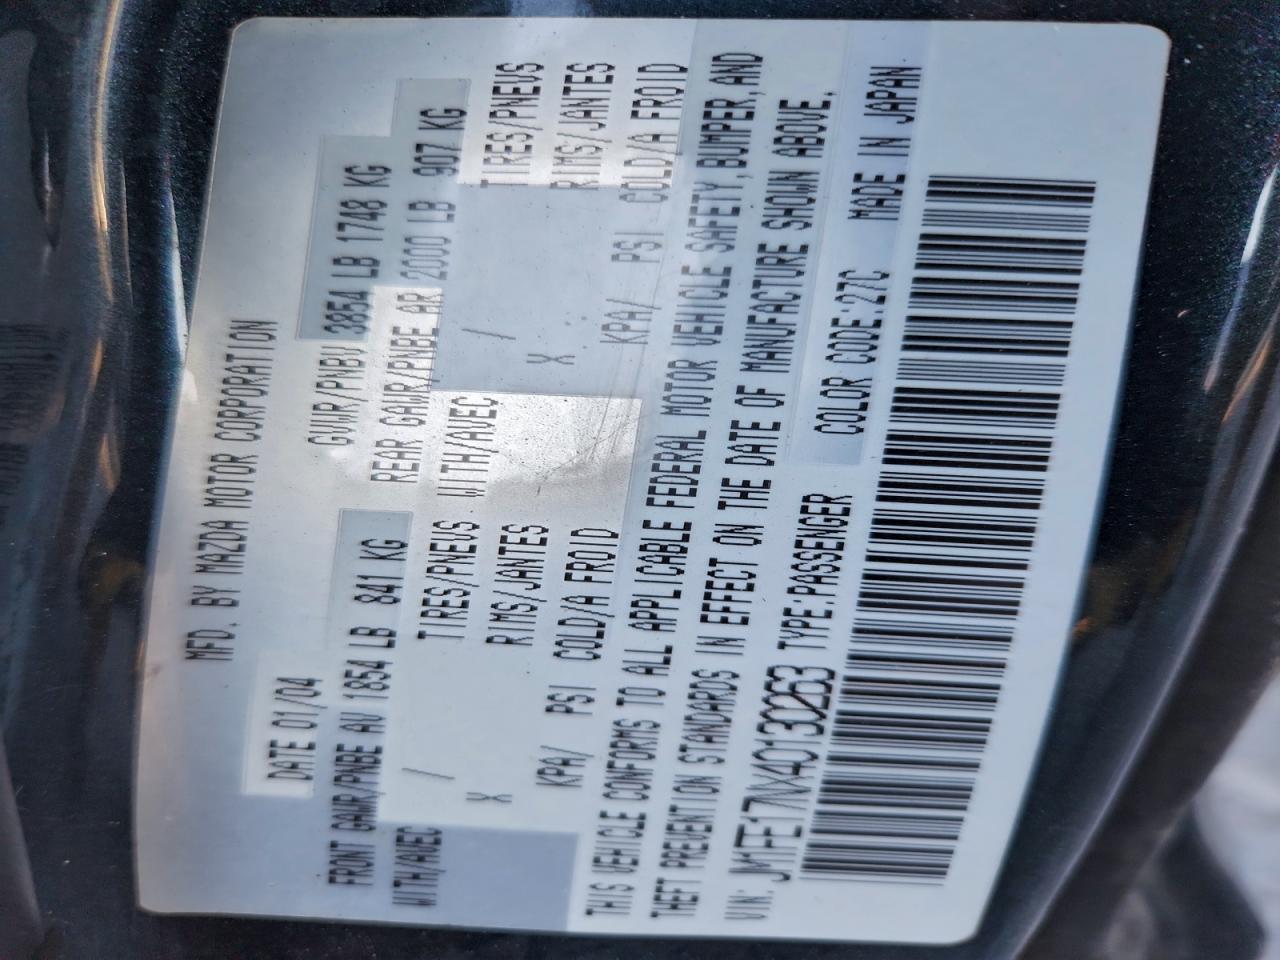 MFD. BY MAZDA MOTOR CORPORATION
DATE 01/04 GVWR/PNBV 3854 LB 1748 KG
FRONT GAWR/PNBE AV 1854 LB 841 KG REAR GAWR/PNBE AR 2000 LB 907 KG
WITH/AVEC / TIRES/PNEUS WITH/AVEC / TIRES/PNEUS
X RIMS/JANTES X RIMS/JANTES
KPA/ PSI COLD/A FROID KPA/ PSI COLD/A FROID
THIS VEHICLE CONFORMS TO ALL APPLICABLE FEDERAL MOTOR VEHICLE SAFETY,BUMPER,AND
THEFT PREVENTION STANDARDS IN EFFECT ON THE DATE OF MANUFACTURE SHOWN ABOVE.
VIN: JM1FE17NX40130263 TYPE:PASSENGER COLOR CODE:27C MADE IN JAPAN